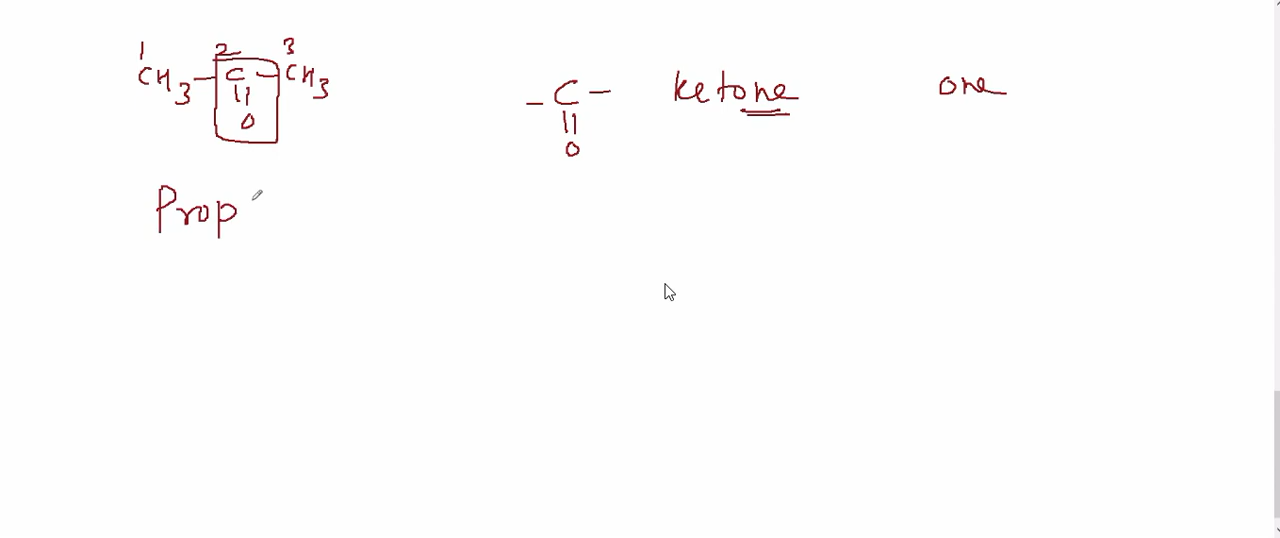 1 2 3
CH3-C-CH3 -C- ketone one
||
O
||
O
Prop